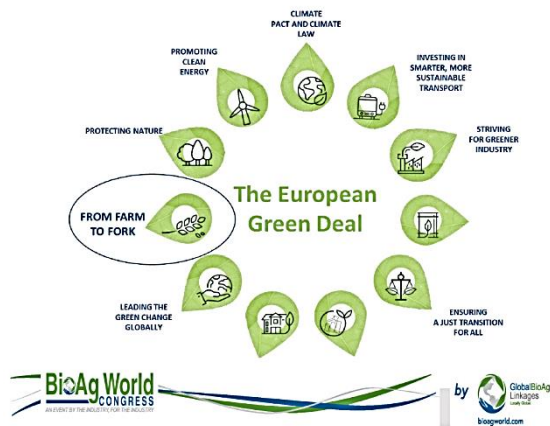 CLIMATE
PACT AND CLIMATE
LAW
PROMOTING
CLEAN
ENERGY
INVESTING IN
SMARTER, MORE
SUSTAINABLE
TRANSPORT
PROTECTING NATURE
STRIVING
FOR GREENER
INDUSTRY
The European
Green Deal
FROM FARM
TO FORK
LEADING THE
GREEN CHANGE
GLOBALLY
ENSURING
A JUST TRANSITION
FOR ALL
BioAg World
CONGRESS
AN EVENT BY THE INDUSTRY, FOR THE INDUSTRY
by
GlobalBioAg
Linkages
Locally Global
bioagworld.com